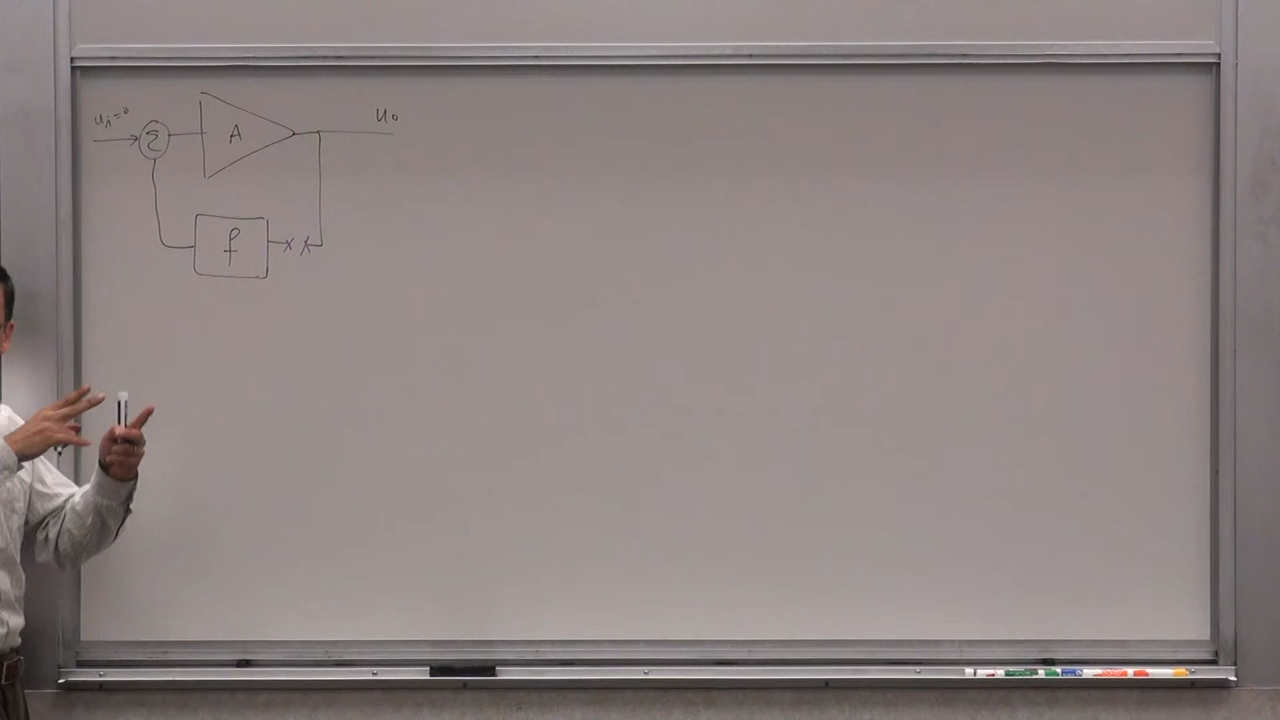 u_i=0
Σ
A
u_o
f
x x